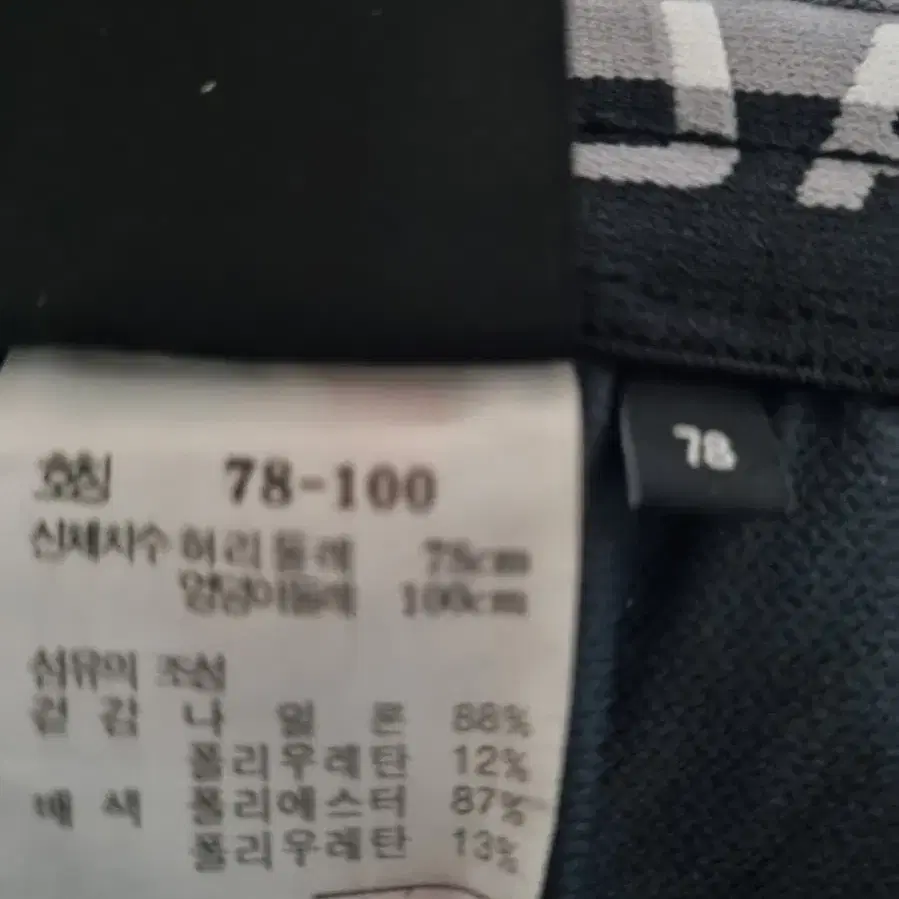 JA
78
호칭 78-100
신체치수 허리둘레 78cm
엉덩이둘레 100cm
섬유의 조성
겉감 나일론 88%
폴리우레탄 12%
배색 폴리에스터 87%
폴리우레탄 13%